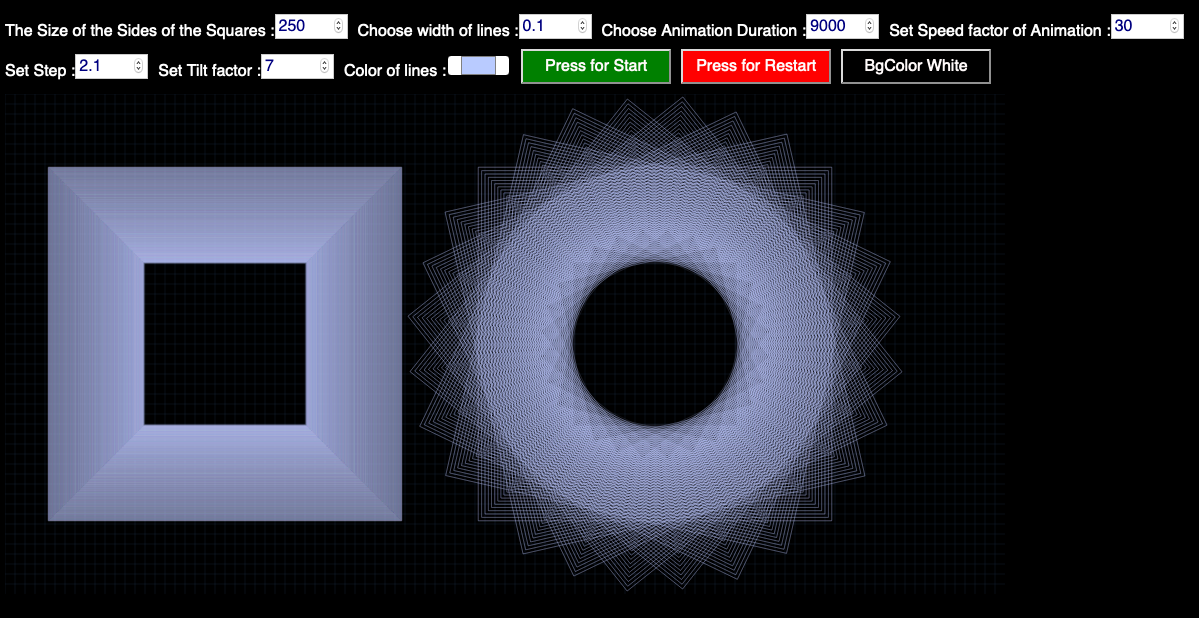 The Size of the Sides of the Squares : 250 Choose width of lines : 0.1 Choose Animation Duration : 9000 Set Speed factor of Animation : 30
Set Step : 2.1 Set Tilt factor : 7 Color of lines : Press for Start Press for Restart BgColor White